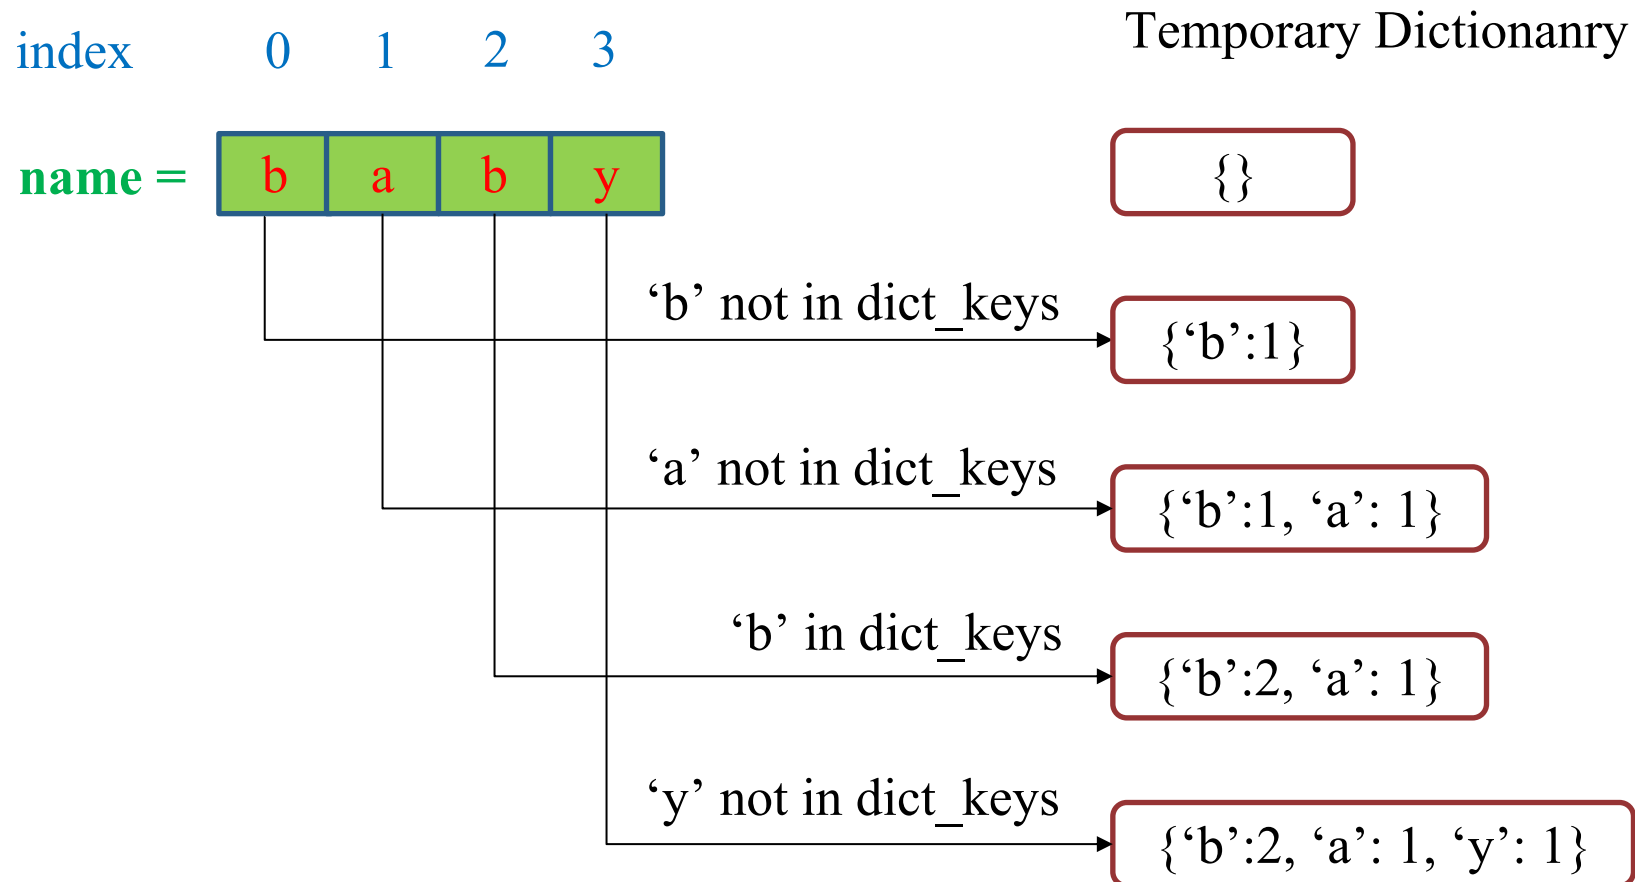 index 0 1 2 3 Temporary Dictionanry
name = b a b y {}
‘b’ not in dict_keys {‘b’:1}
‘a’ not in dict_keys {‘b’:1, ‘a’: 1}
‘b’ in dict_keys {‘b’:2, ‘a’: 1}
‘y’ not in dict_keys {‘b’:2, ‘a’: 1, ‘y’: 1}